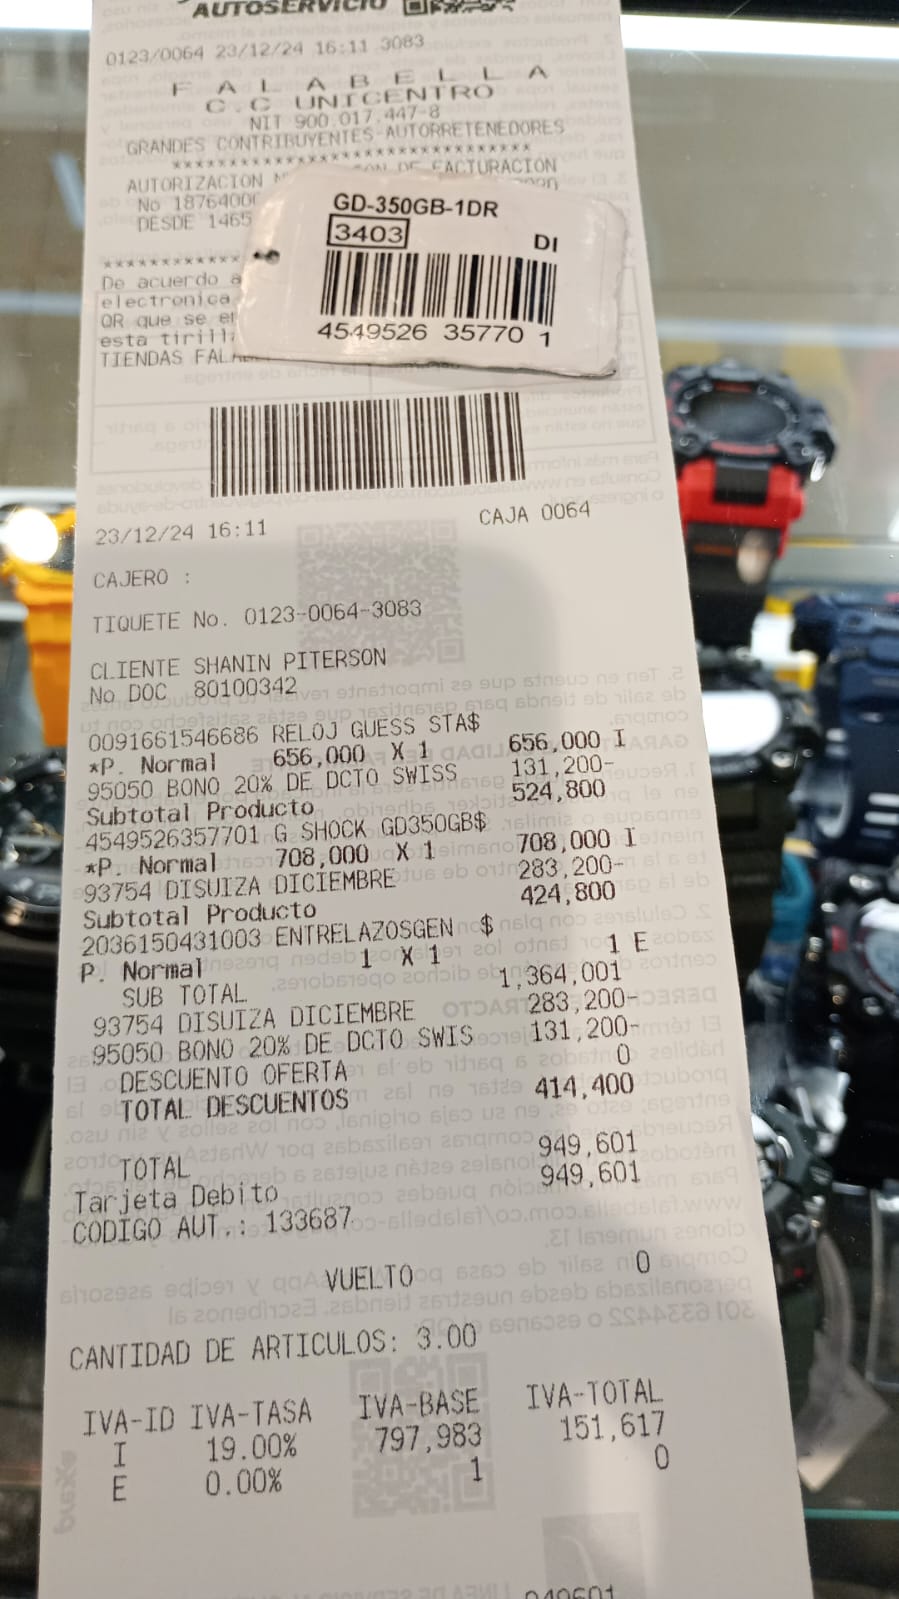 AUTOSERVICIO
0123/0064 23/12/24 16:11 3083
F A L A B E L L A
C.C UNICENTRO
NIT 900.017.447-8
GRANDES CONTRIBUYENTES-AUTORRETENEDORES
********************************
AUTORIZACION DE FACTURACION
No 1876400
DESDE 1465
GD-350GB-1DR
3403
DI
4549526 35770 1
************
De acuerdo a
electronica
QR que se
esta
TIENDAS
23/12/24 16:11 CAJA 0064
CAJERO :
TIQUETE No. 0123-0064-3083
CLIENTE SHANIN PITERSON
No DOC 80100342
0091661546686 RELOJ GUESS STA$
*P. Normal 656,000 X 1 656,000 I
95050 BONO 20% DE DCTO SWISS 131,200-
Subtotal Producto 524,800
4549526357701 G SHOCK GD350GB$
*P. Normal 708,000 X 1 708,000 I
93754 DISUIZA DICIEMBRE 283,200-
Subtotal Producto 424,800
2036150431003 ENTRELAZOSGEN $
P. Normal 1 X 1 1 E
SUB TOTAL 1,364,001
93754 DISUIZA DICIEMBRE 283,200-
95050 BONO 20% DE DCTO SWIS 131,200-
DESCUENTO OFERTA 0
TOTAL DESCUENTOS 414,400
TOTAL 949,601
Tarjeta Debito 949,601
CODIGO AUT.: 133687
VUELTO 0
CANTIDAD DE ARTICULOS: 3.00
IVA-ID IVA-TASA IVA-BASE IVA-TOTAL
I 19.00% 797,983 151,617
E 0.00% 1 0